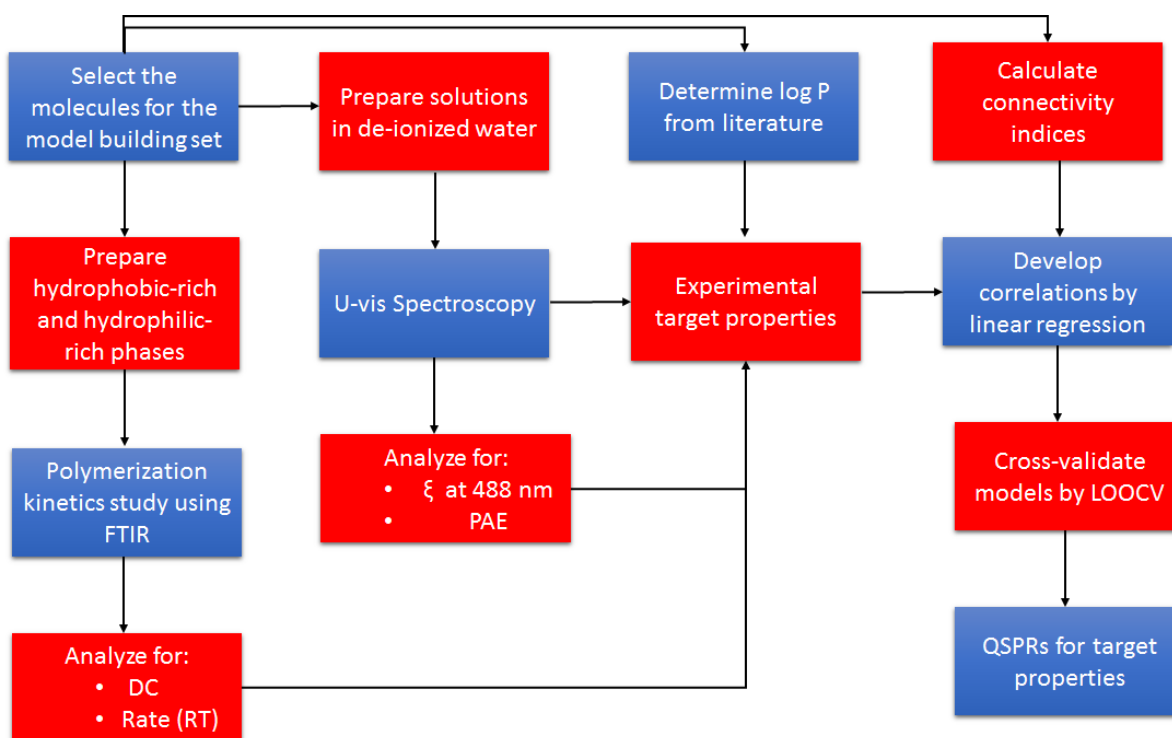 Select the
molecules for the
model building set
Prepare solutions
in de-ionized water
Determine log P
from literature
Calculate
connectivity
indices
Prepare
hydrophobic-rich
and hydrophilic-
rich phases
U-vis Spectroscopy
Experimental
target properties
Develop
correlations by
linear regression
Polymerization
kinetics study using
FTIR
Analyze for:
• ξ at 488 nm
• PAE
Cross-validate
models by LOOCV
Analyze for:
• DC
• Rate (RT)
QSPRs for target
properties